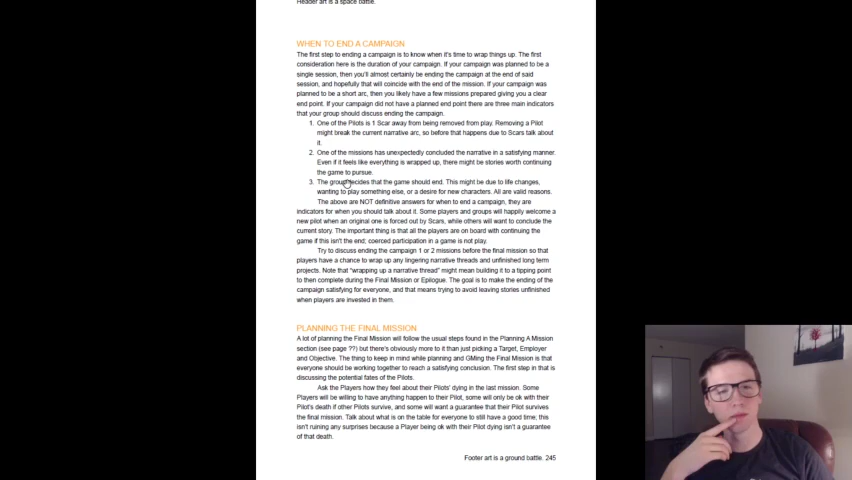 Header art is a space battle.
WHEN TO END A CAMPAIGN
The first step to ending a campaign is to know when it's time to wrap things up. The first
consideration here is the duration of your campaign. If your campaign was planned to be a
single session, then you'll almost certainly be ending the campaign at the end of said
session, and hopefully that will coincide with the end of the mission. If your campaign was
planned to be a short arc, then you likely have a few missions prepared giving you a clear
end point. If your campaign did not have a planned end point there are three main indicators
that your group should discuss ending the campaign.
1. One of the Pilots is 1 Scar away from being removed from play. Removing a Pilot
might break the current narrative arc, so before that happens due to Scars talk about
it.
2. One of the missions has unexpectedly concluded the narrative in a satisfying manner.
Even if it feels like everything is wrapped up, there might be stories worth continuing
the game to pursue.
3. The group decides that the game should end. This might be due to life changes,
wanting to play something else, or a desire for new characters. All are valid reasons.
The above are NOT definitive answers for when to end a campaign, they are
indicators for when you should talk about it. Some players and groups will happily welcome a
new pilot when an original one is forced out by Scars, while others will want to conclude the
current story. The important thing is that all the players are on board with continuing the
game if this isn't the end; coerced participation in a game is not play.
Try to discuss ending the campaign 1 or 2 missions before the final mission so that
players have a chance to wrap up any lingering narrative threads and unfinished long term
projects. Note that "wrapping up a narrative thread" might mean building it to a tipping point
to then complete during the Final Mission or Epilogue. The goal is to make the ending of the
campaign satisfying for everyone, and that means trying to avoid leaving stories unfinished
when players are invested in them.
PLANNING THE FINAL MISSION
A lot of planning the Final Mission will follow the usual steps found in the Planning A Mission
section (see page ??) but there's obviously more to it than just picking a Target, Employer
and Objective. The thing to keep in mind while planning and GMing the Final Mission is that
everyone should be working together to reach a satisfying conclusion. The first step in that is
discussing the potential fates of the Pilots.
Ask the Players how they feel about their Pilots' dying in the last mission. Some
Players will be willing to have anything happen to their Pilot, some will only be ok with their
Pilot's death if other Pilots survive, and some will want a guarantee that their Pilot survives
the final mission. Talk about what is on the table for everyone to still have a good time; this
isn't ruining any surprises because a Player being ok with their Pilot dying isn't a guarantee
of that death.
Footer art is a ground battle. 245